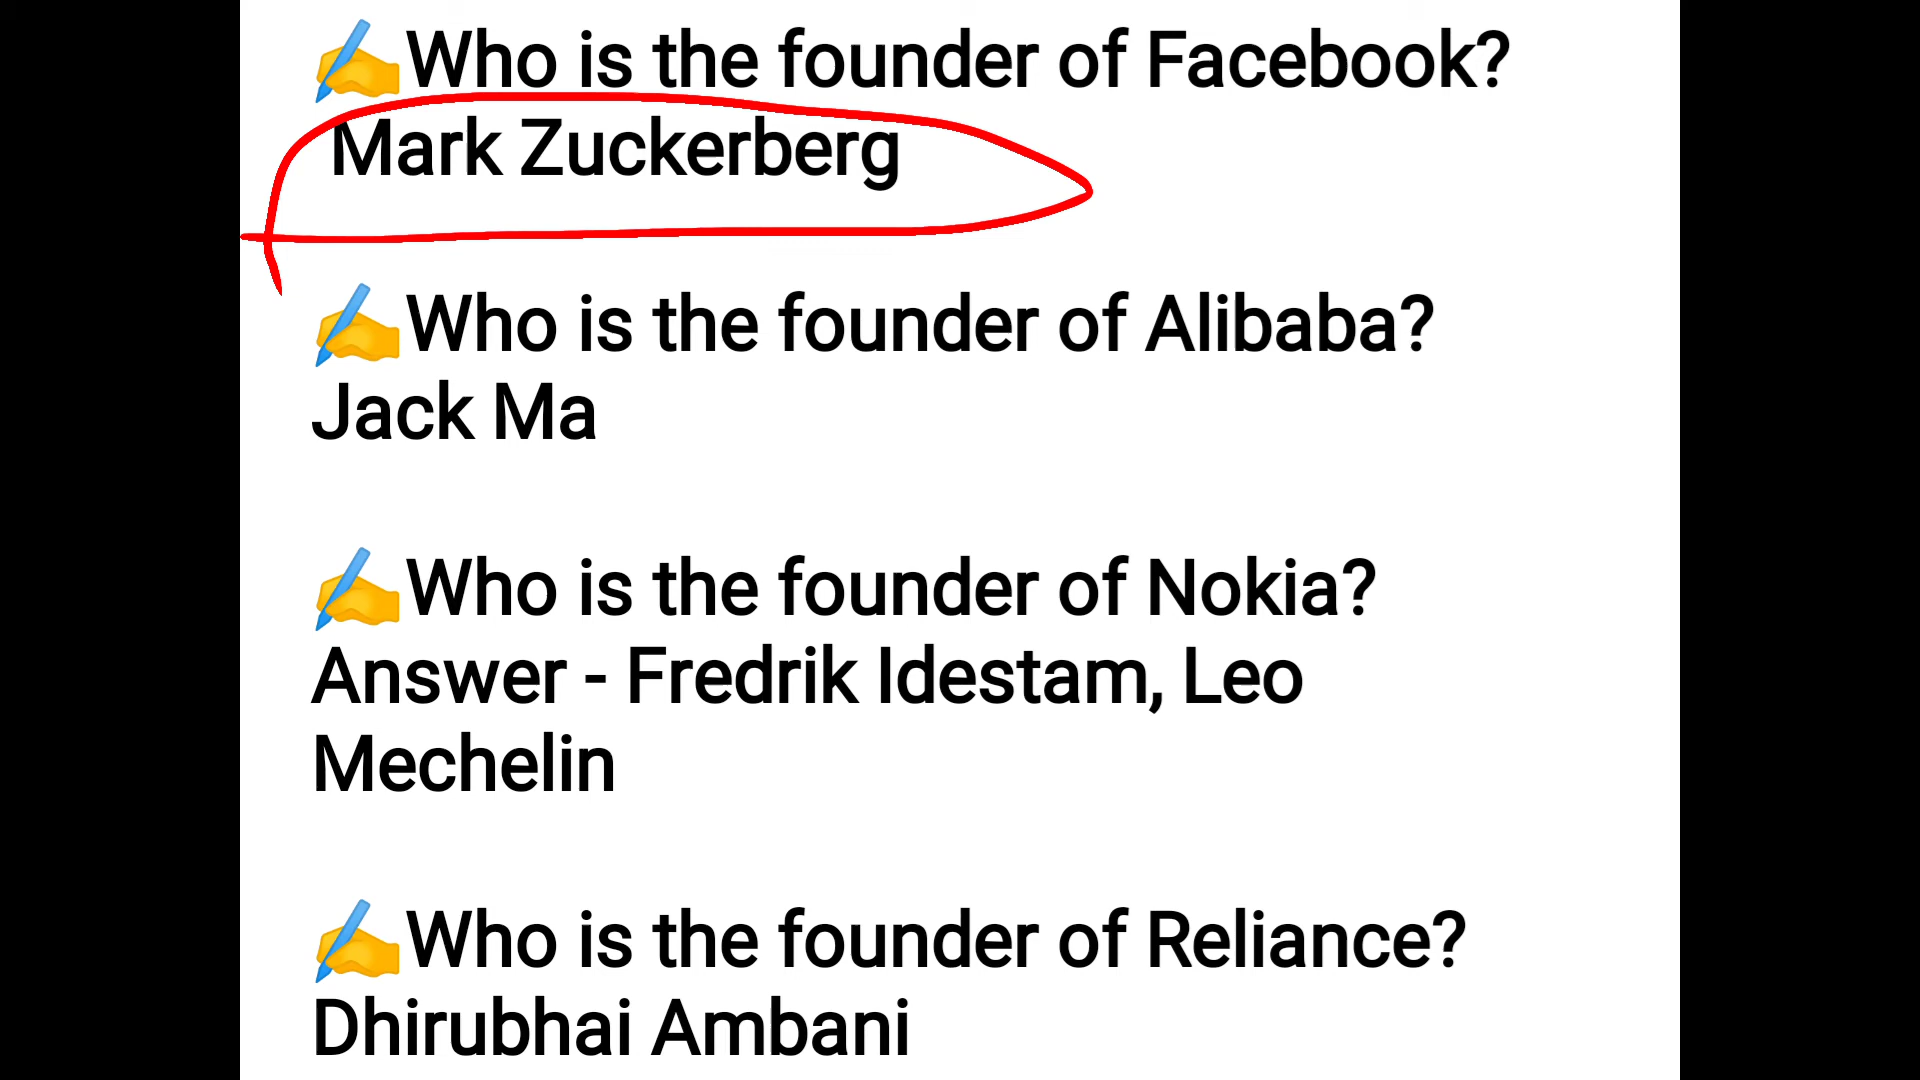 ✍️Who is the founder of Facebook?
Mark Zuckerberg
✍️Who is the founder of Alibaba?
Jack Ma
✍️Who is the founder of Nokia?
Answer - Fredrik Idestam, Leo
Mechelin
✍️Who is the founder of Reliance?
Dhirubhai Ambani